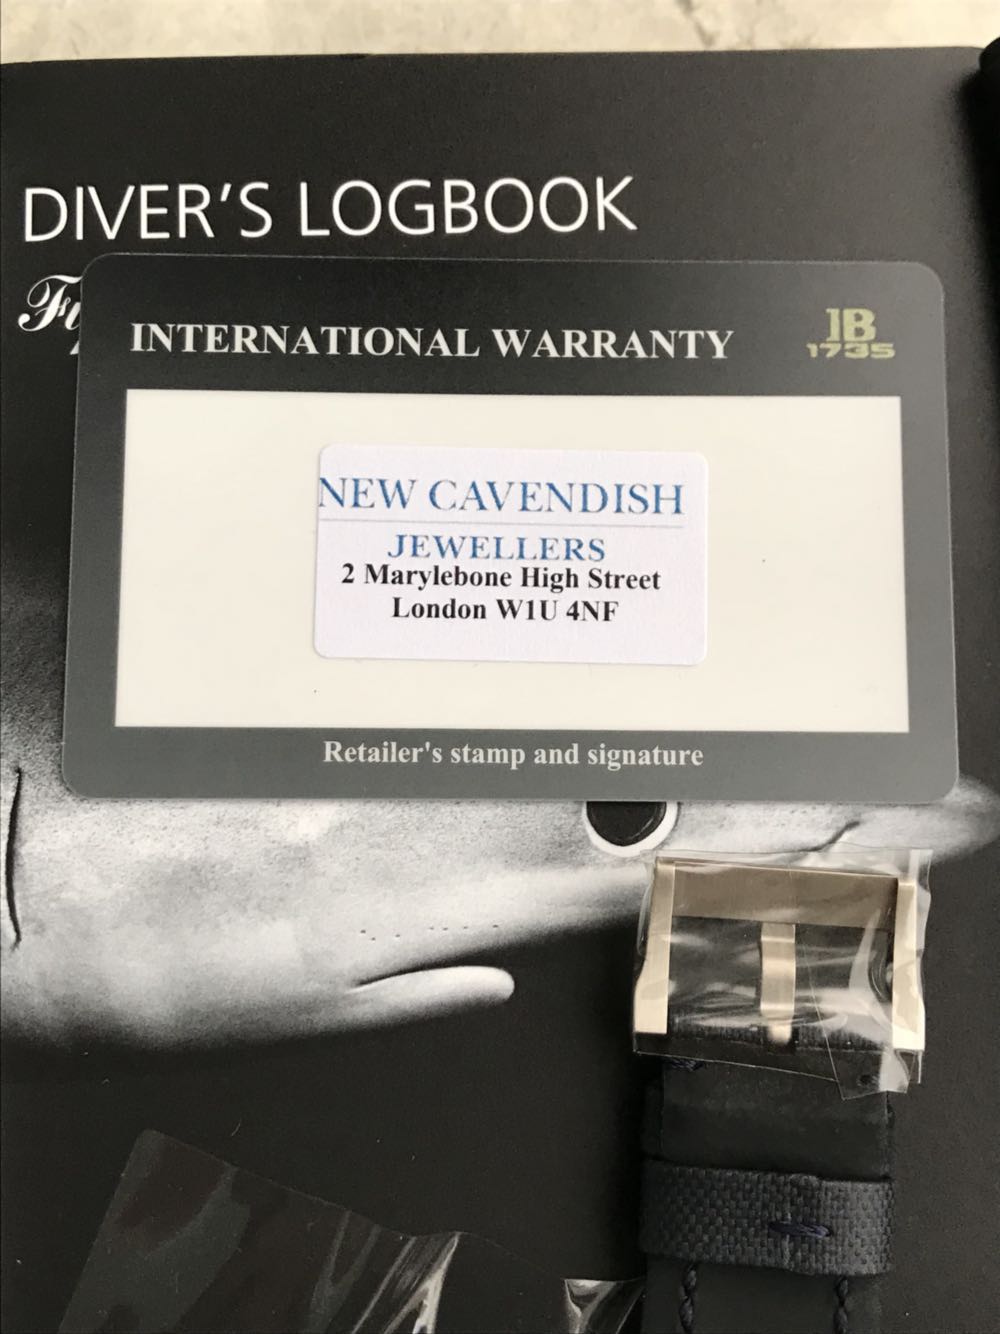 DIVER'S LOGBOOK
INTERNATIONAL WARRANTY
JB
1735
NEW CAVENDISH
JEWELLERS
2 Marylebone High Street
London W1U 4NF
Retailer's stamp and signature